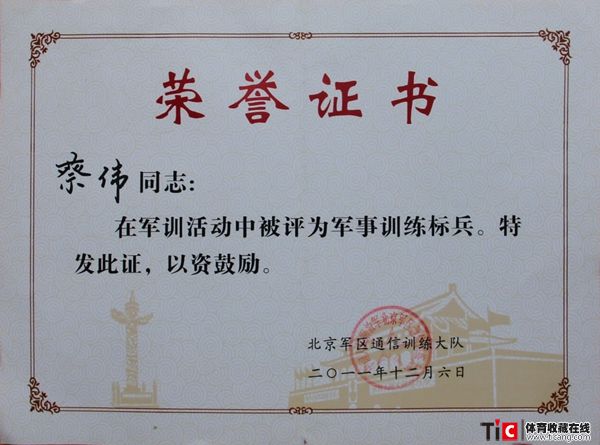 荣誉证书
蔡伟同志:
在军训活动中被评为军事训练标兵。特
发此证，以资鼓励。
北京军区通信训练大队
二〇一一年十二月六日
TiC 体育收藏在线
www.ticang.com